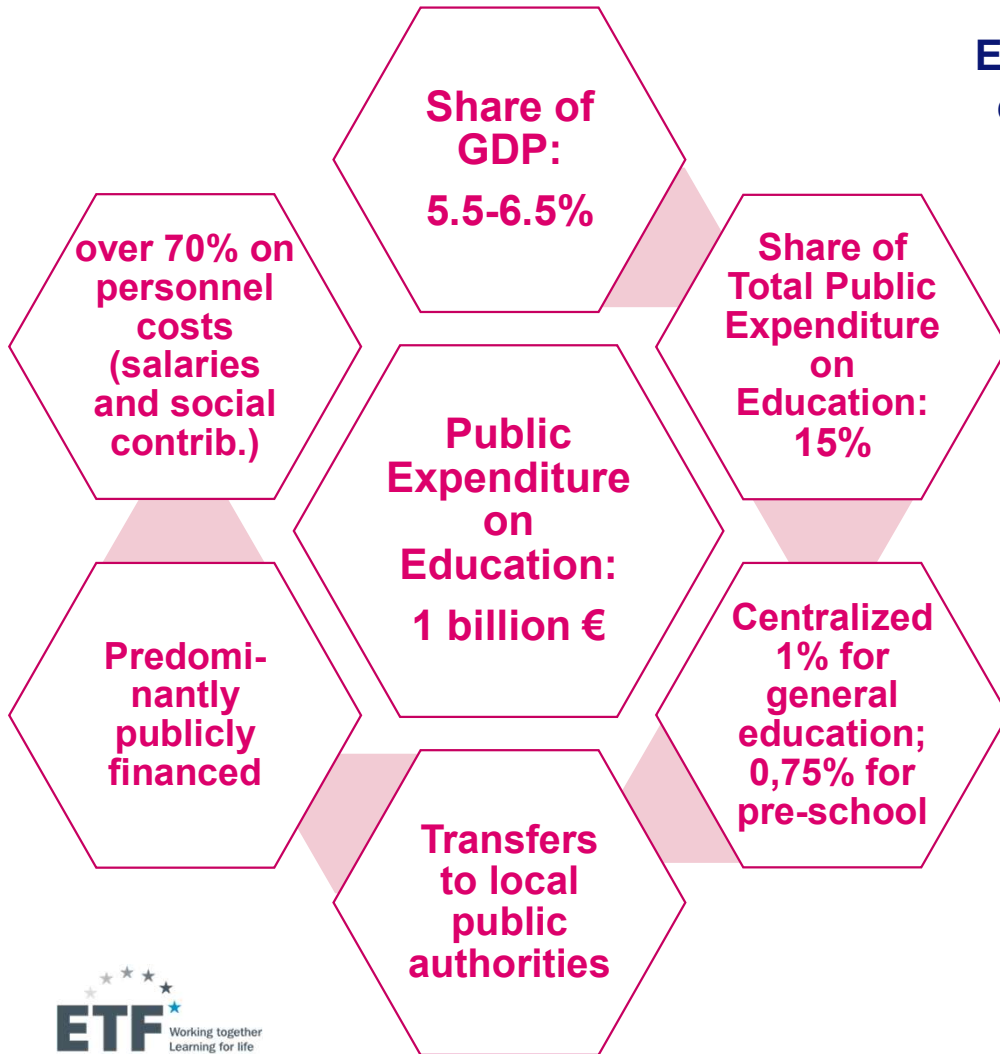 Share of
GDP:
5.5-6.5%
Share of
Total Public
Expenditure
on
Education:
15%
over 70% on
personnel
costs
(salaries
and social
contrib.)
Public
Expenditure
on
Education:
1 billion €
Centralized
1% for
general
education;
0,75% for
pre-school
Predomi-
nantly
publicly
financed
Transfers
to local
public
authorities
ETF
Working together
Learning for life